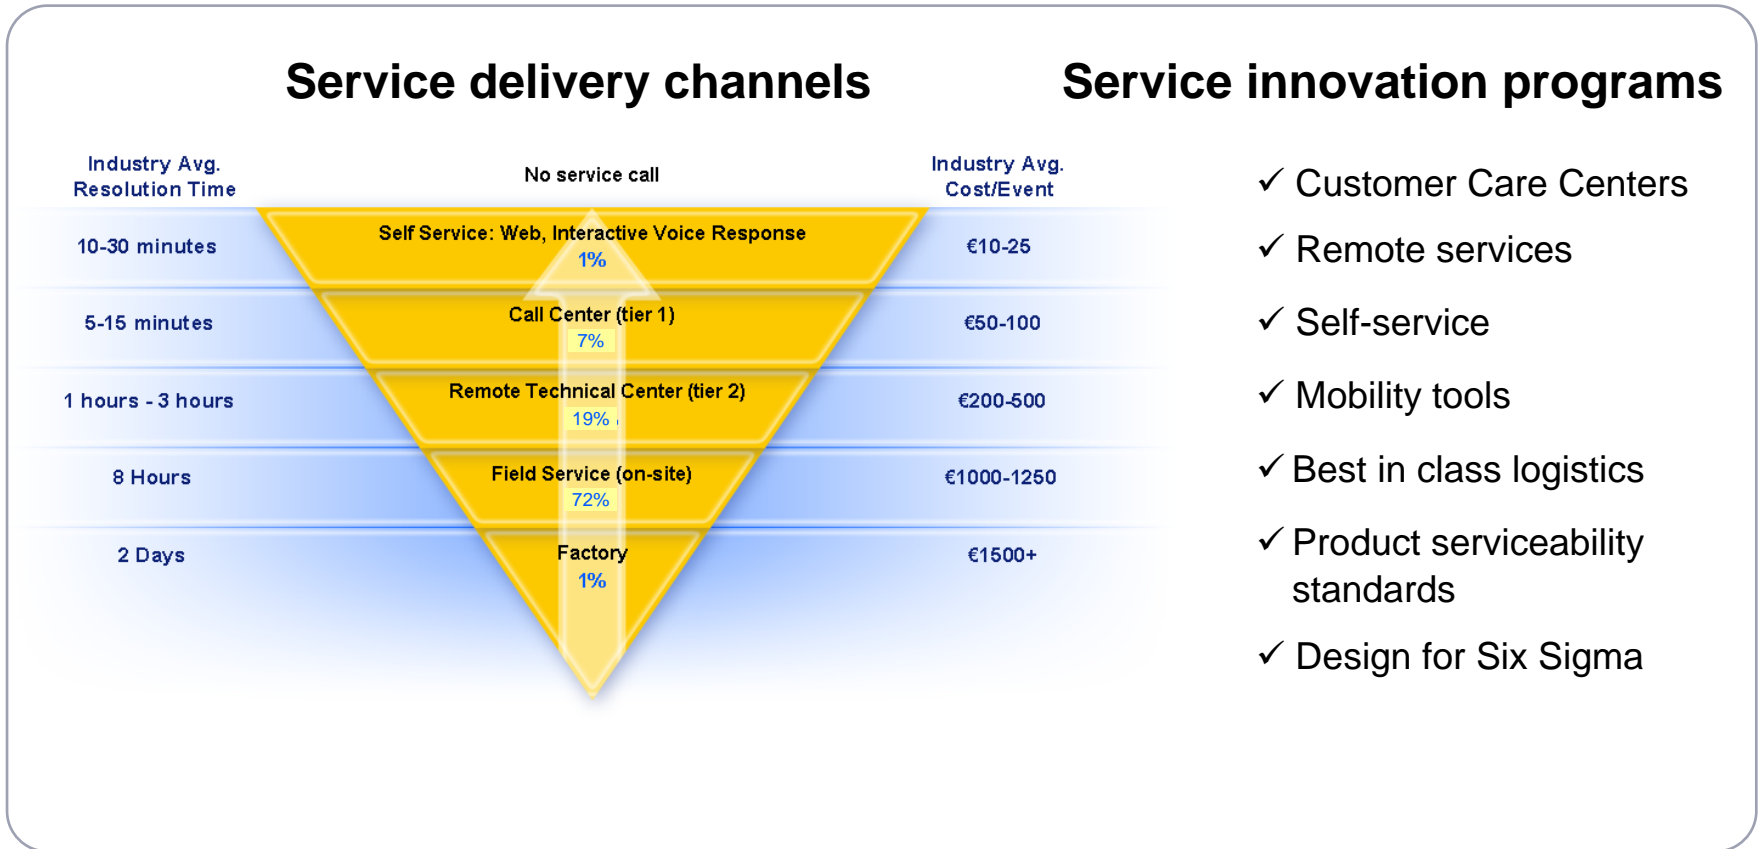 Service delivery channels
Service innovation programs
Industry Avg.
Resolution Time
No service call
Industry Avg.
Cost/Event
10-30 minutes
Self Service: Web, Interactive Voice Response
1%
€10-25
5-15 minutes
Call Center (tier 1)
7%
€50-100
1 hours - 3 hours
Remote Technical Center (tier 2)
19%
€200-500
8 Hours
Field Service (on-site)
72%
€1000-1250
2 Days
Factory
1%
€1500+
✓ Customer Care Centers
✓ Remote services
✓ Self-service
✓ Mobility tools
✓ Best in class logistics
✓ Product serviceability
standards
✓ Design for Six Sigma